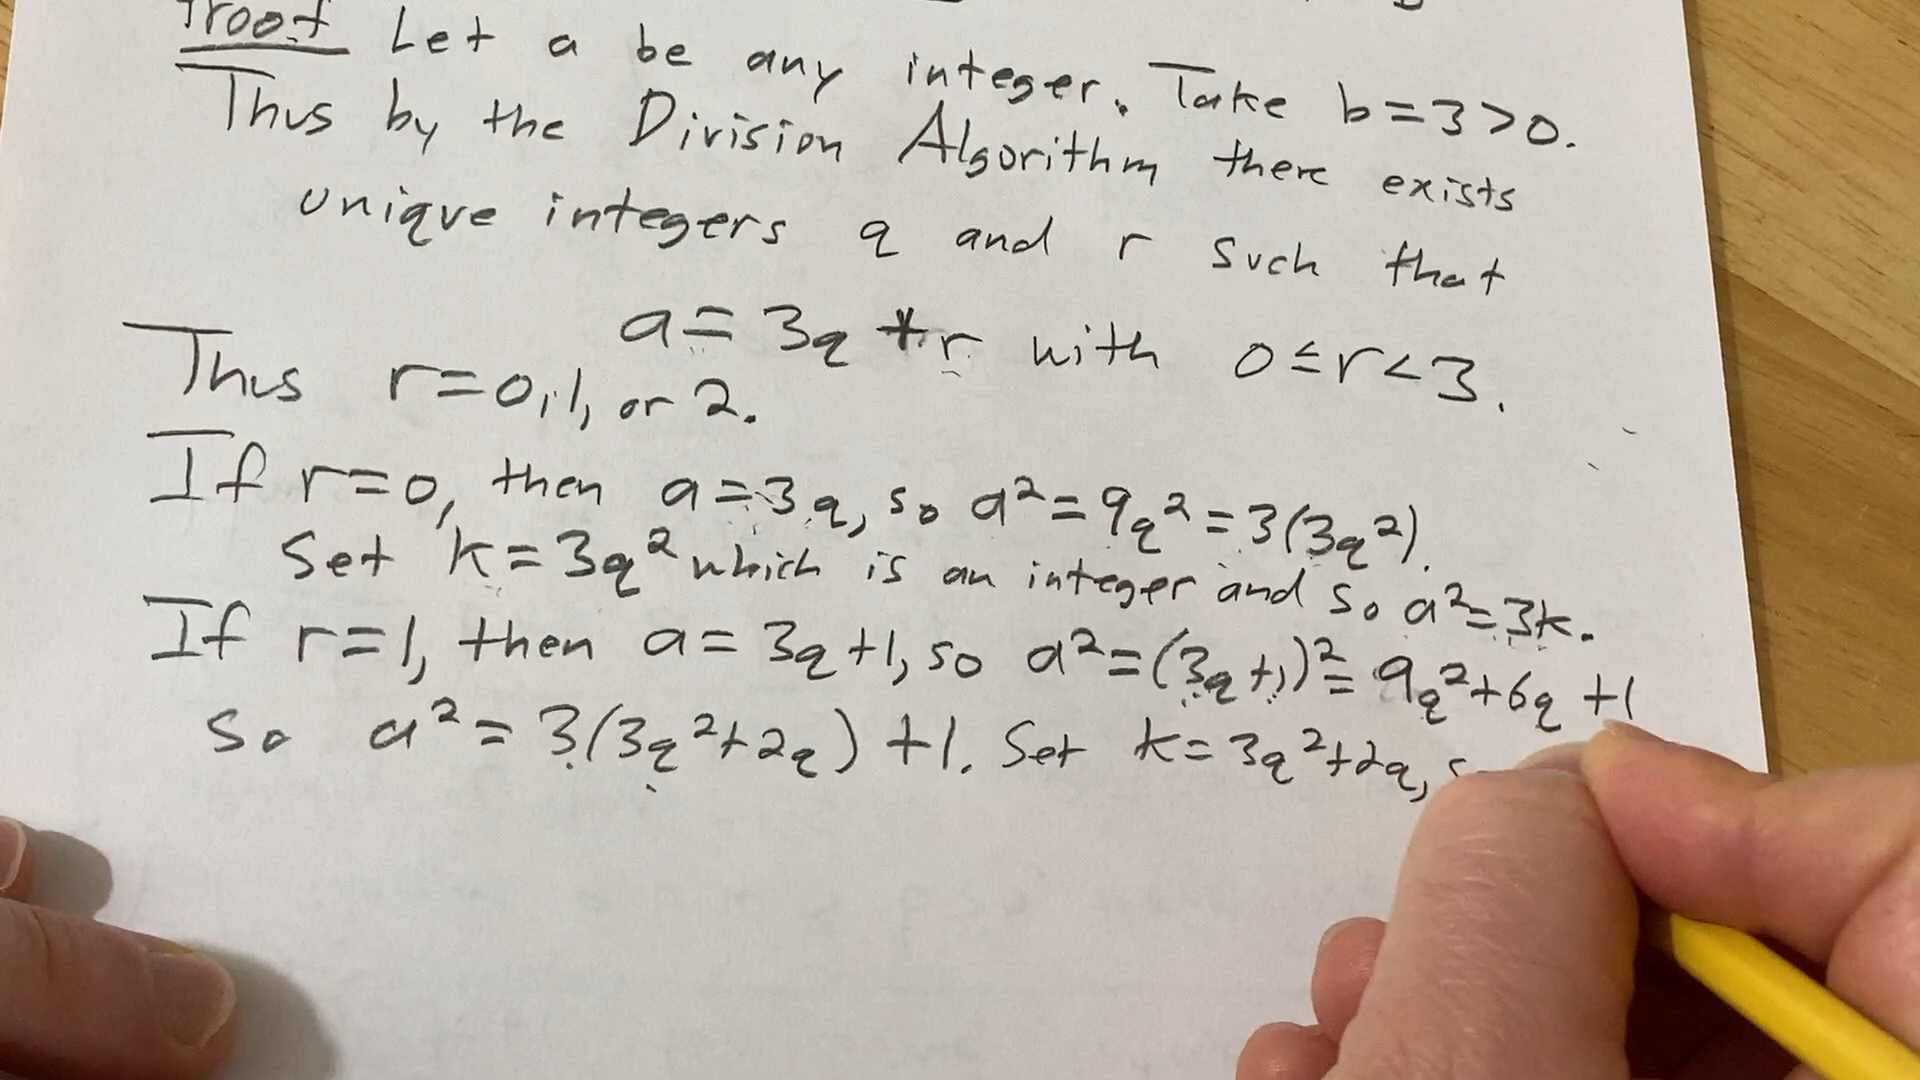 Proof Let a be any integer. Take b=3>0.
Thus by the Division Algorithm there exists
unique integers q and r such that
a = 3q + r with 0≤r<3.
Thus r=0,1, or 2.
If r=0, then a=3q, so a²=9q²=3(3q²).
Set k=3q² which is an integer and so a²=3k.
If r=1, then a=3q+1, so a²=(3q+1)²=9q²+6q+1
So a²=3(3q²+2q)+1. Set k=3q²+2q,